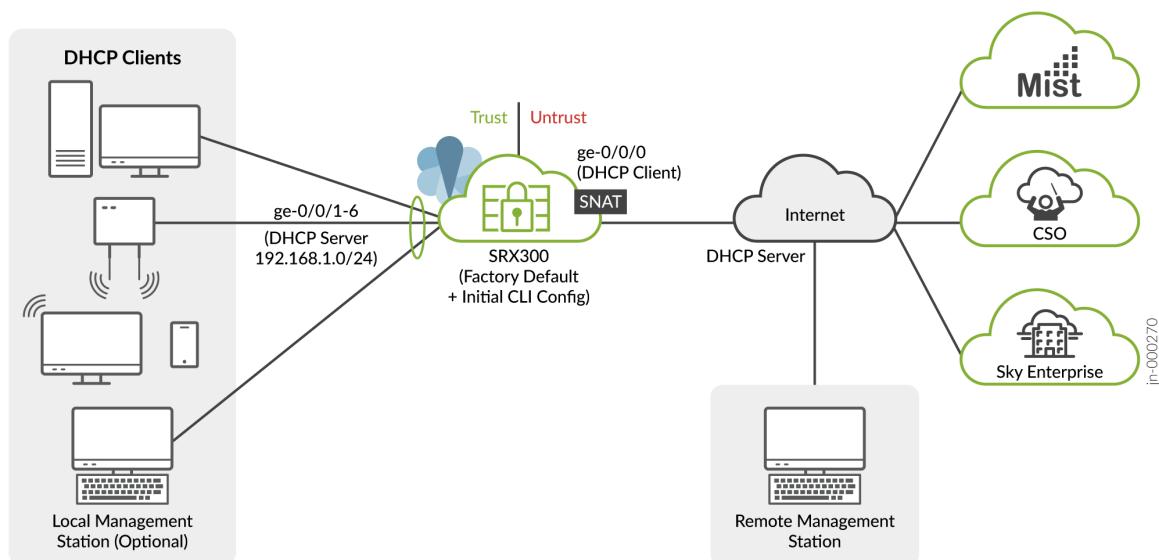 DHCP Clients
ge-0/0/1-6
(DHCP Server
192.168.1.0/24)
Local Management
Station (Optional)
Trust
Untrust
ge-0/0/0
(DHCP Client)
SNAT
SRX300
(Factory Default
+ Initial CLI Config)
Internet
DHCP Server
Remote Management
Station
Mist
CSO
Sky Enterprise
jn-000270